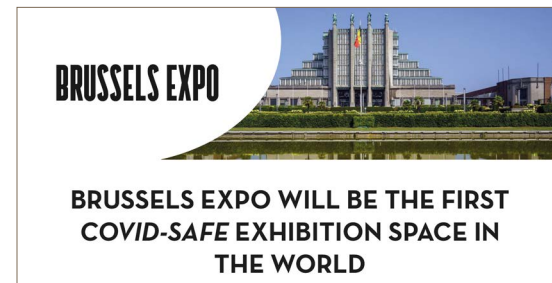 BRUSSELS EXPO
BRUSSELS EXPO WILL BE THE FIRST
COVID-SAFE EXHIBITION SPACE IN
THE WORLD